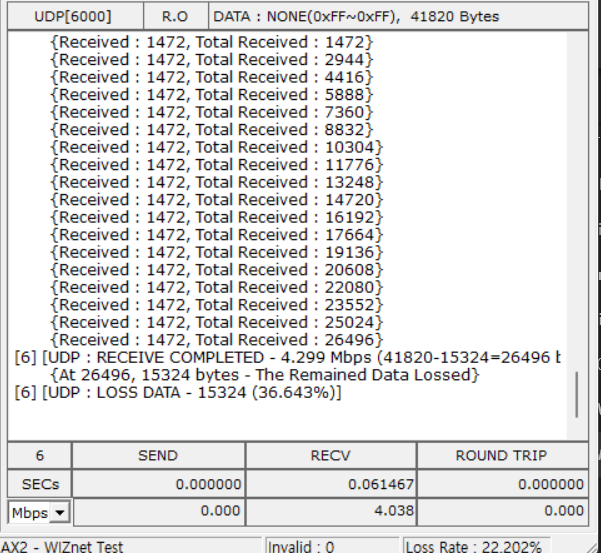 UDP[6000] R.O DATA : NONE(0xFF~0xFF), 41820 Bytes
{Received : 1472, Total Received : 1472}
{Received : 1472, Total Received : 2944}
{Received : 1472, Total Received : 4416}
{Received : 1472, Total Received : 5888}
{Received : 1472, Total Received : 7360}
{Received : 1472, Total Received : 8832}
{Received : 1472, Total Received : 10304}
{Received : 1472, Total Received : 11776}
{Received : 1472, Total Received : 13248}
{Received : 1472, Total Received : 14720}
{Received : 1472, Total Received : 16192}
{Received : 1472, Total Received : 17664}
{Received : 1472, Total Received : 19136}
{Received : 1472, Total Received : 20608}
{Received : 1472, Total Received : 22080}
{Received : 1472, Total Received : 23552}
{Received : 1472, Total Received : 25024}
{Received : 1472, Total Received : 26496}
[6] [UDP : RECEIVE COMPLETED - 4.299 Mbps (41820-15324=26496 b
{At 26496, 15324 bytes - The Remained Data Lossed}
[6] [UDP : LOSS DATA - 15324 (36.643%)]
6 SEND RECV ROUND TRIP
SECs 0.000000 0.061467 0.000000
Mbps 0.000 4.038 0.000
AX2 - WIZnet Test Invalid : 0 Loss Rate : 22.202%